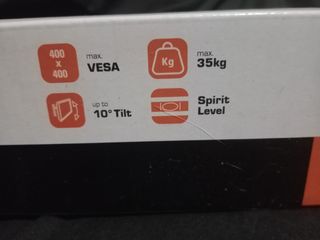 400
x
400
max.
VESA
Kg
max.
35kg
up to
10° Tilt
Spirit
Level